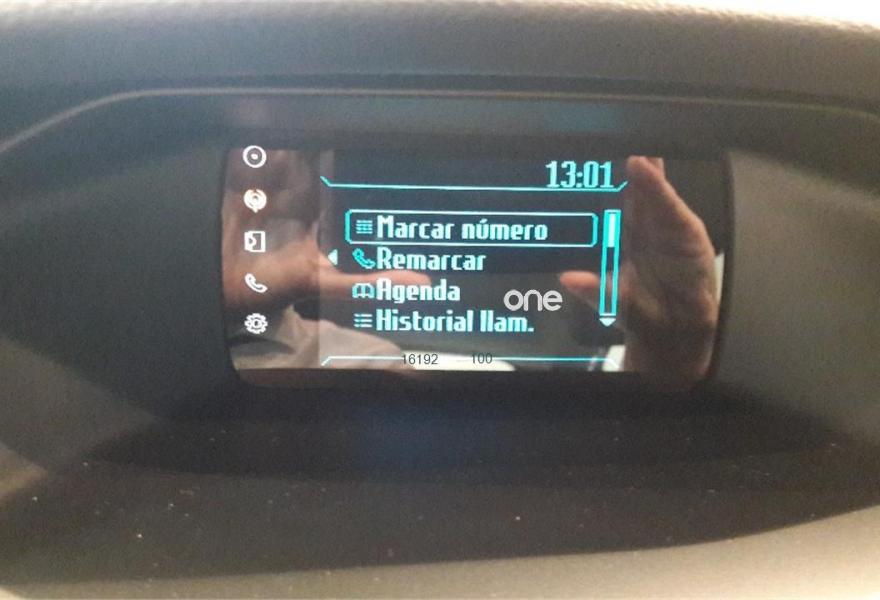 13:01
Marcar número
Remarcar
Agenda
one
Historial llam.
16192 100